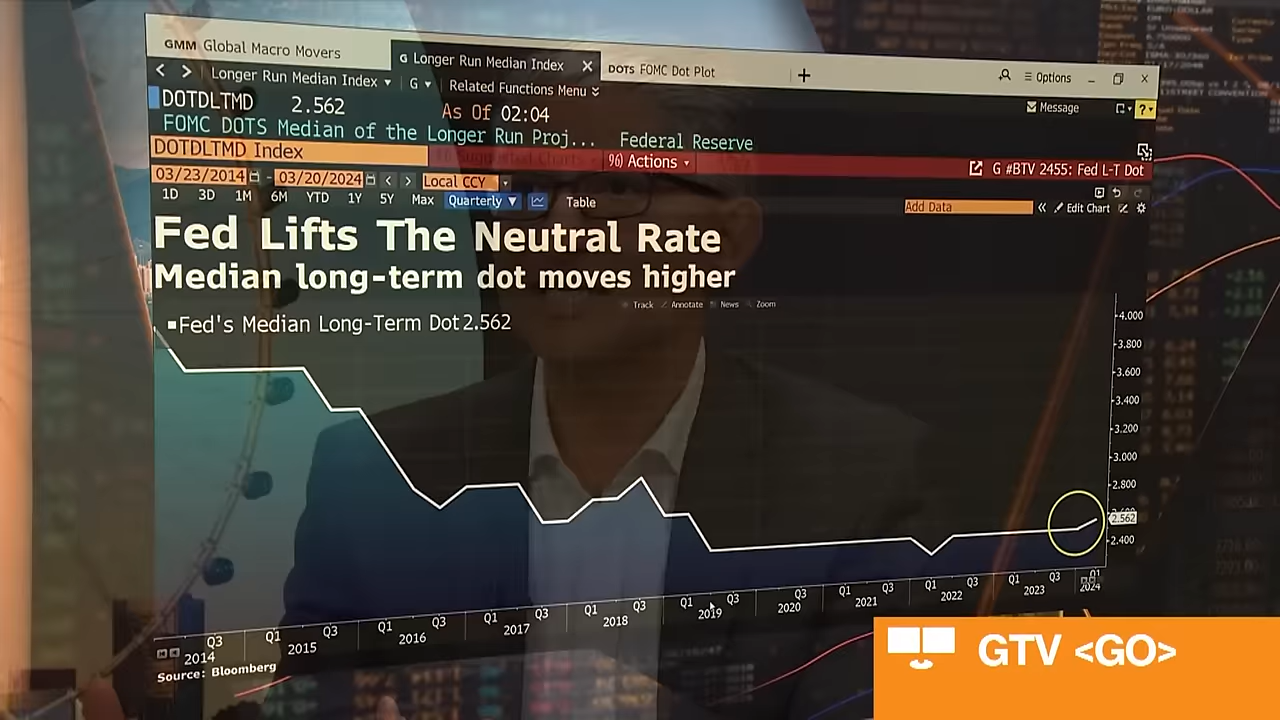 GMM Global Macro Movers
G Longer Run Median Index ✕
DOTS FOMC Dot Plot
+
Options
< > Longer Run Median Index ▾ G ▾ Related Functions Menu
Message
?
DOTDLTMD 2.562 As Of 02:04
FOMC DOTS Median of the Longer Run Proj... Federal Reserve
DOTDLTMD Index
96) Actions ▾
G #BTV 2455: Fed L-T Dot
03/23/2014 - 03/20/2024 < > Local CCY
1D 3D 1M 6M YTD 1Y 5Y Max Quarterly ▼ Table
Add Data « Edit Chart
Fed Lifts The Neutral Rate
Median long-term dot moves higher
Track Annotate News Zoom
Fed's Median Long-Term Dot 2.562
4.000
3.800
3.600
3.400
3.200
3.000
2.800
2.562
2.400
Q3 Q1 Q3 Q1 Q3 Q1 Q3 Q1 Q3 Q1 Q3 Q1 Q3 Q1 Q3 Q1
2014 2015 2016 2017 2018 2019 2020 2021 2022 2023 2024
Source: Bloomberg
GTV <GO>